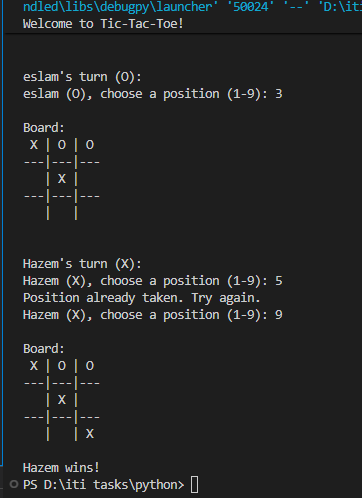 ndled\libs\debugpy\launcher' '50024' '--' 'D:\iti
Welcome to Tic-Tac-Toe!
eslam's turn (O):
eslam (O), choose a position (1-9): 3
Board:
 X | O | O
---|---|---
   | X |
---|---|---
   |   |
Hazem's turn (X):
Hazem (X), choose a position (1-9): 5
Position already taken. Try again.
Hazem (X), choose a position (1-9): 9
Board:
 X | O | O
---|---|---
   | X |
---|---|---
   |   | X
Hazem wins!
PS D:\iti tasks\python>